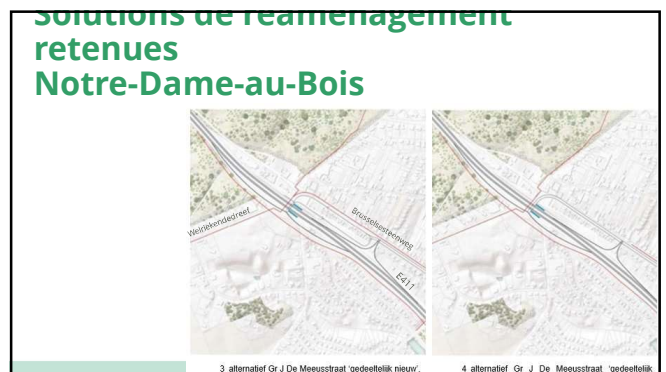 Solutions de réaménagement
retenues
Notre-Dame-au-Bois
Welriekendedreef
Brusselsesteenweg
E411
3 alternatief Gr J De Meeusstraat 'gedeeltelijk nieuw'.
4 alternatief Gr J De Meeusstraat 'gedeeltelijk